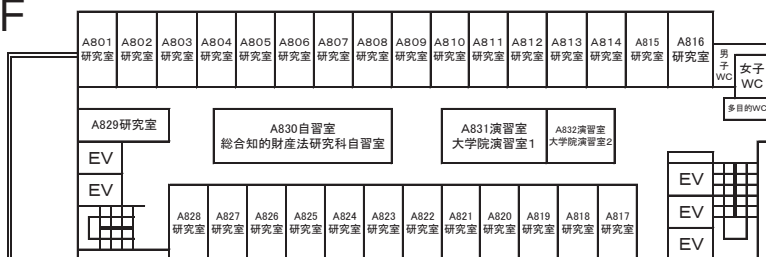 F
A801
研究室
A802
研究室
A803
研究室
A804
研究室
A805
研究室
A806
研究室
A807
研究室
A808
研究室
A809
研究室
A810
研究室
A811
研究室
A812
研究室
A813
研究室
A814
研究室
A815
研究室
A816
研究室
男
子
WC
女子
WC
多目的WC
A829研究室
A830自習室
総合知的財産法研究科自習室
A831演習室
大学院演習室1
A832演習室
大学院演習室2
EV
EV
A828
研究室
A827
研究室
A826
研究室
A825
研究室
A824
研究室
A823
研究室
A822
研究室
A821
研究室
A820
研究室
A819
研究室
A818
研究室
A817
研究室
EV
EV
EV